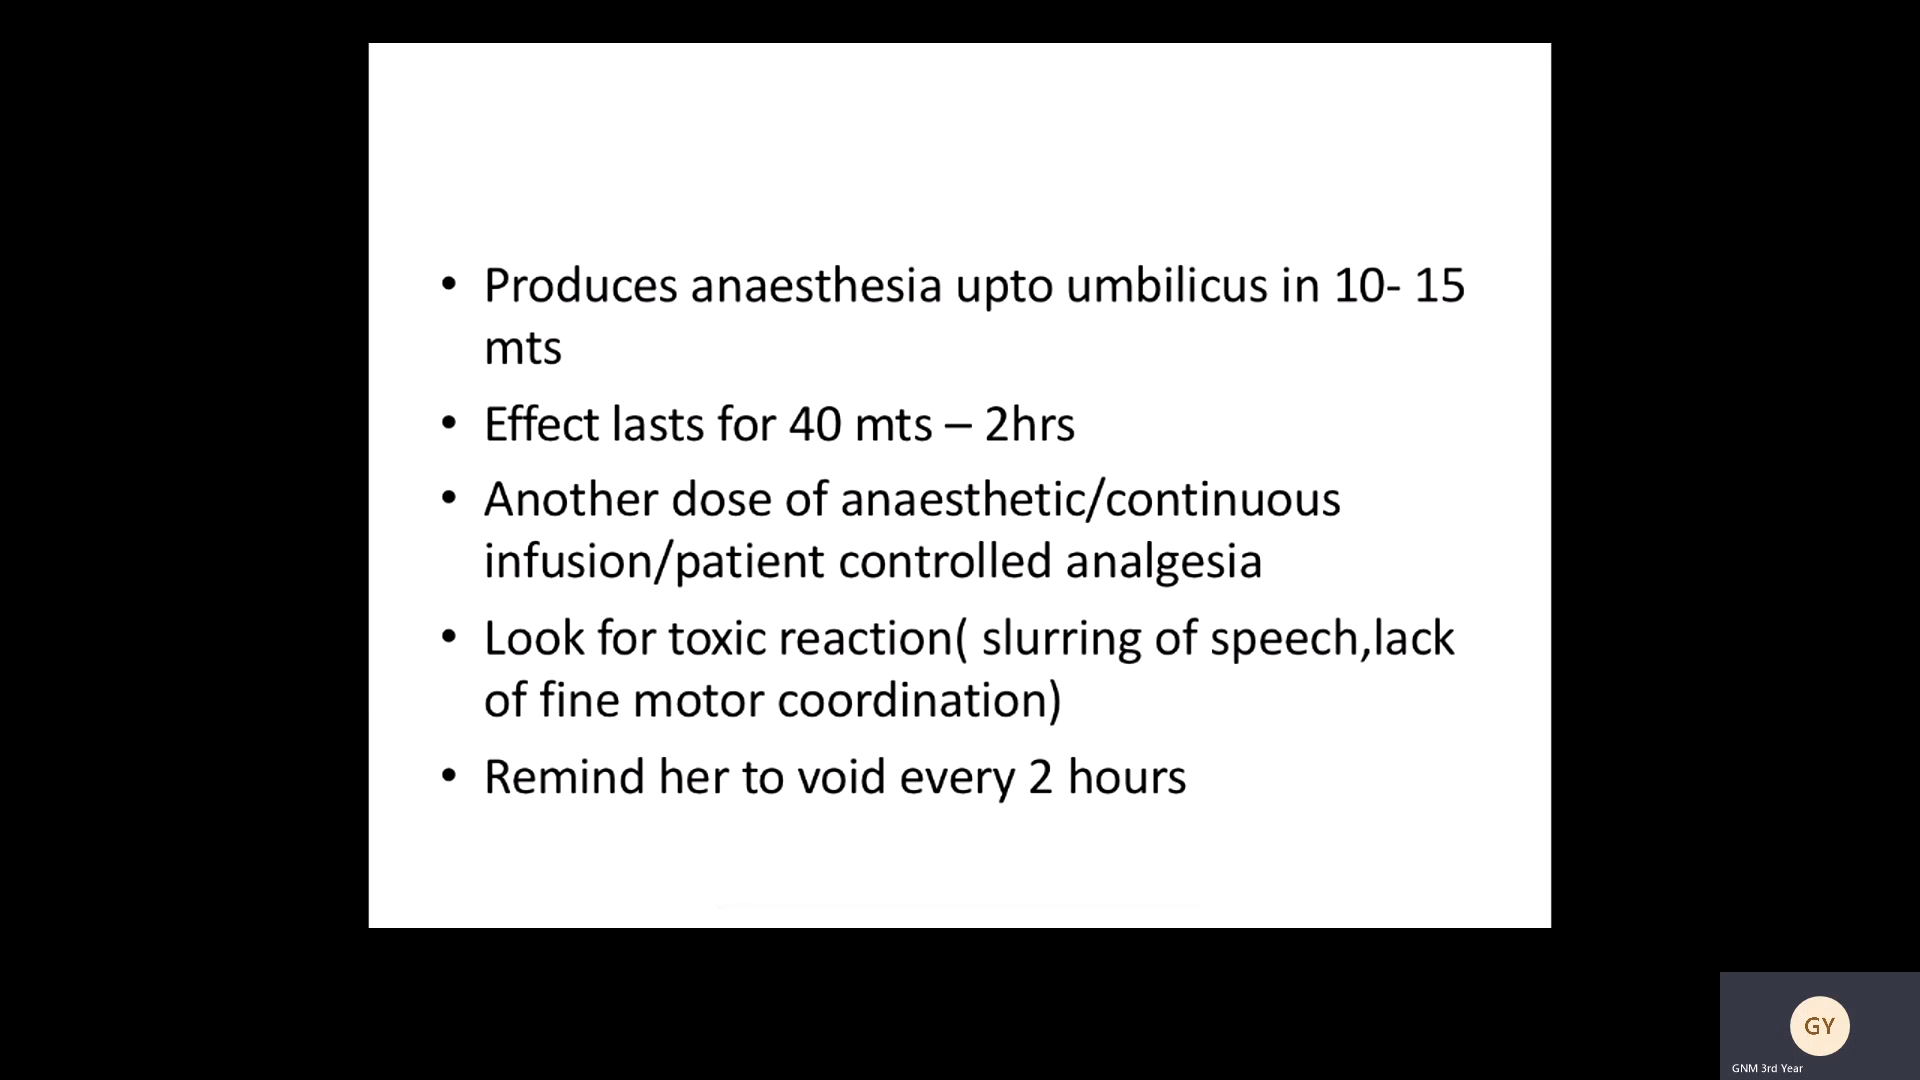 • Produces anaesthesia upto umbilicus in 10- 15
mts
• Effect lasts for 40 mts – 2hrs
• Another dose of anaesthetic/continuous
infusion/patient controlled analgesia
• Look for toxic reaction( slurring of speech,lack
of fine motor coordination)
• Remind her to void every 2 hours
GY
GNM 3rd Year